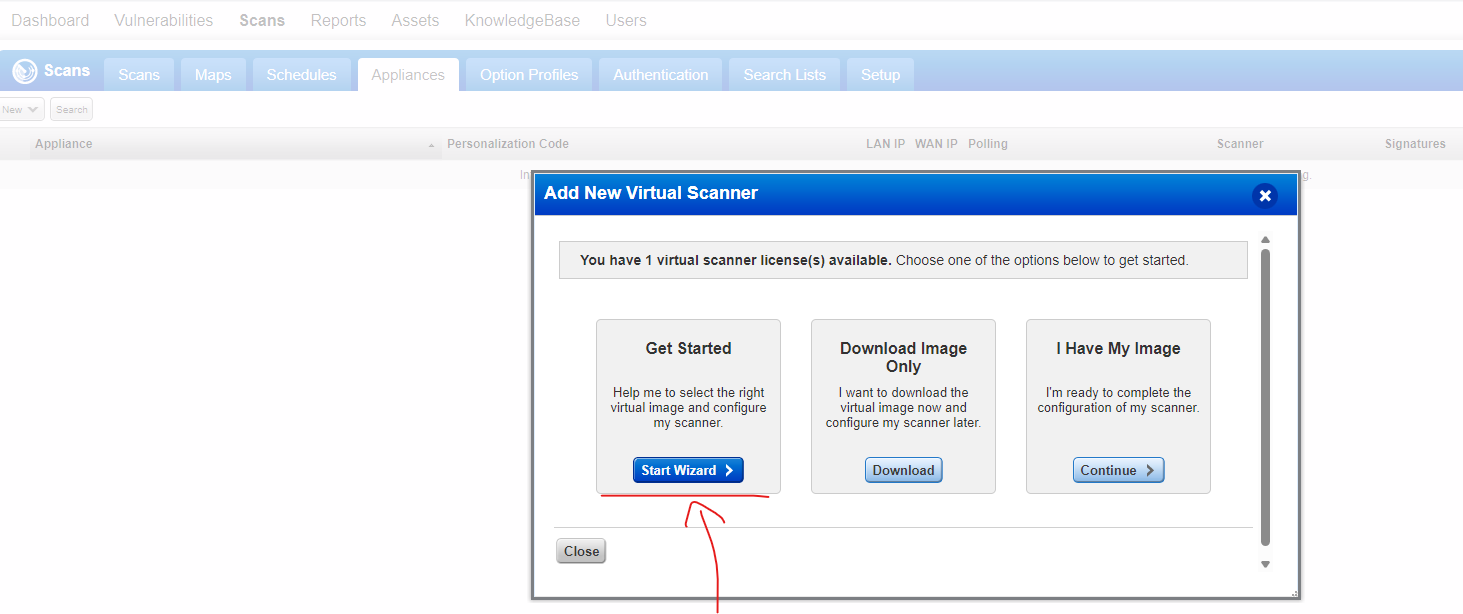 Dashboard Vulnerabilities Scans Reports Assets KnowledgeBase Users
Scans Scans Maps Schedules Appliances Option Profiles Authentication Search Lists Setup
New Search
Appliance Personalization Code LAN IP WAN IP Polling Scanner Signatures
Add New Virtual Scanner
You have 1 virtual scanner license(s) available. Choose one of the options below to get started.
Get Started
Help me to select the right
virtual image and configure
my scanner.
Start Wizard
Download Image
Only
I want to download the
virtual image now and
configure my scanner later.
Download
I Have My Image
I'm ready to complete the
configuration of my scanner.
Continue
Close